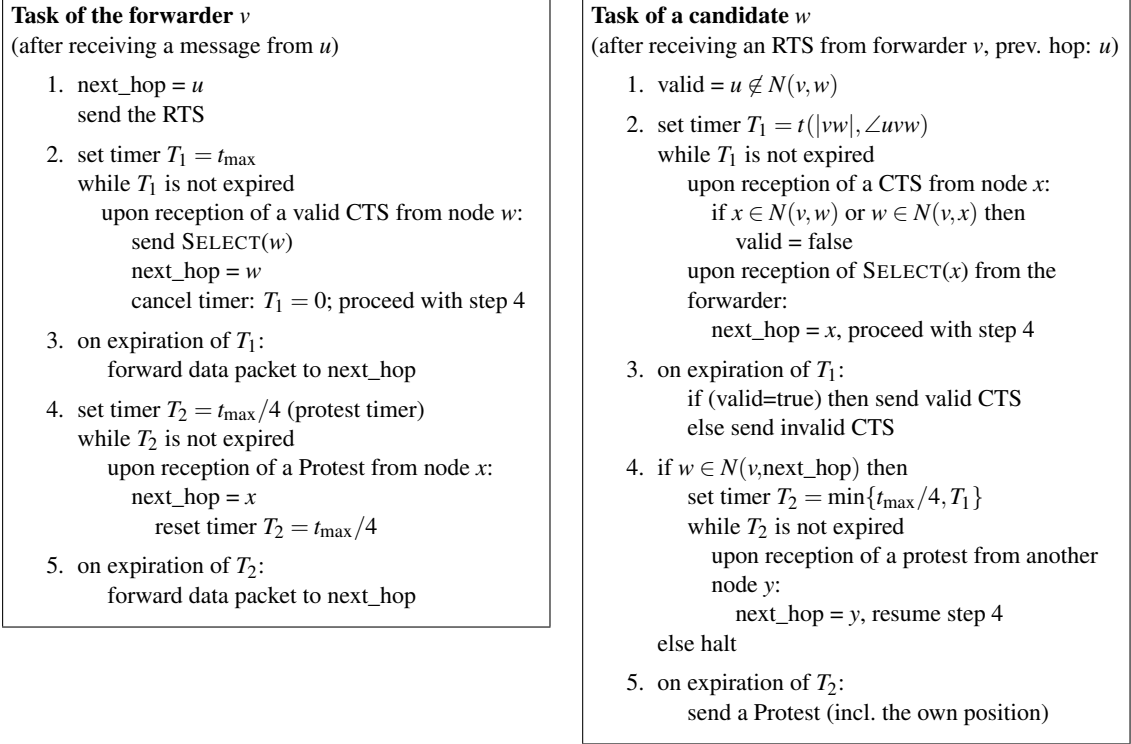 Task of the forwarder v
(after receiving a message from u)
1. next_hop = u
send the RTS
2. set timer T₁ = t_max
while T₁ is not expired
upon reception of a valid CTS from node w:
send SELECT(w)
next_hop = w
cancel timer: T₁ = 0; proceed with step 4
3. on expiration of T₁:
forward data packet to next_hop
4. set timer T₂ = t_max/4 (protest timer)
while T₂ is not expired
upon reception of a Protest from node x:
next_hop = x
reset timer T₂ = t_max/4
5. on expiration of T₂:
forward data packet to next_hop
Task of a candidate w
(after receiving an RTS from forwarder v, prev. hop: u)
1. valid = u ∉ N(v,w)
2. set timer T₁ = t(|vw|,∠uvw)
while T₁ is not expired
upon reception of a CTS from node x:
if x ∈ N(v,w) or w ∈ N(v,x) then
valid = false
upon reception of SELECT(x) from the
forwarder:
next_hop = x, proceed with step 4
3. on expiration of T₁:
if (valid=true) then send valid CTS
else send invalid CTS
4. if w ∈ N(v,next_hop) then
set timer T₂ = min{t_max/4,T₁}
while T₂ is not expired
upon reception of a protest from another
node y:
next_hop = y, resume step 4
else halt
5. on expiration of T₂:
send a Protest (incl. the own position)